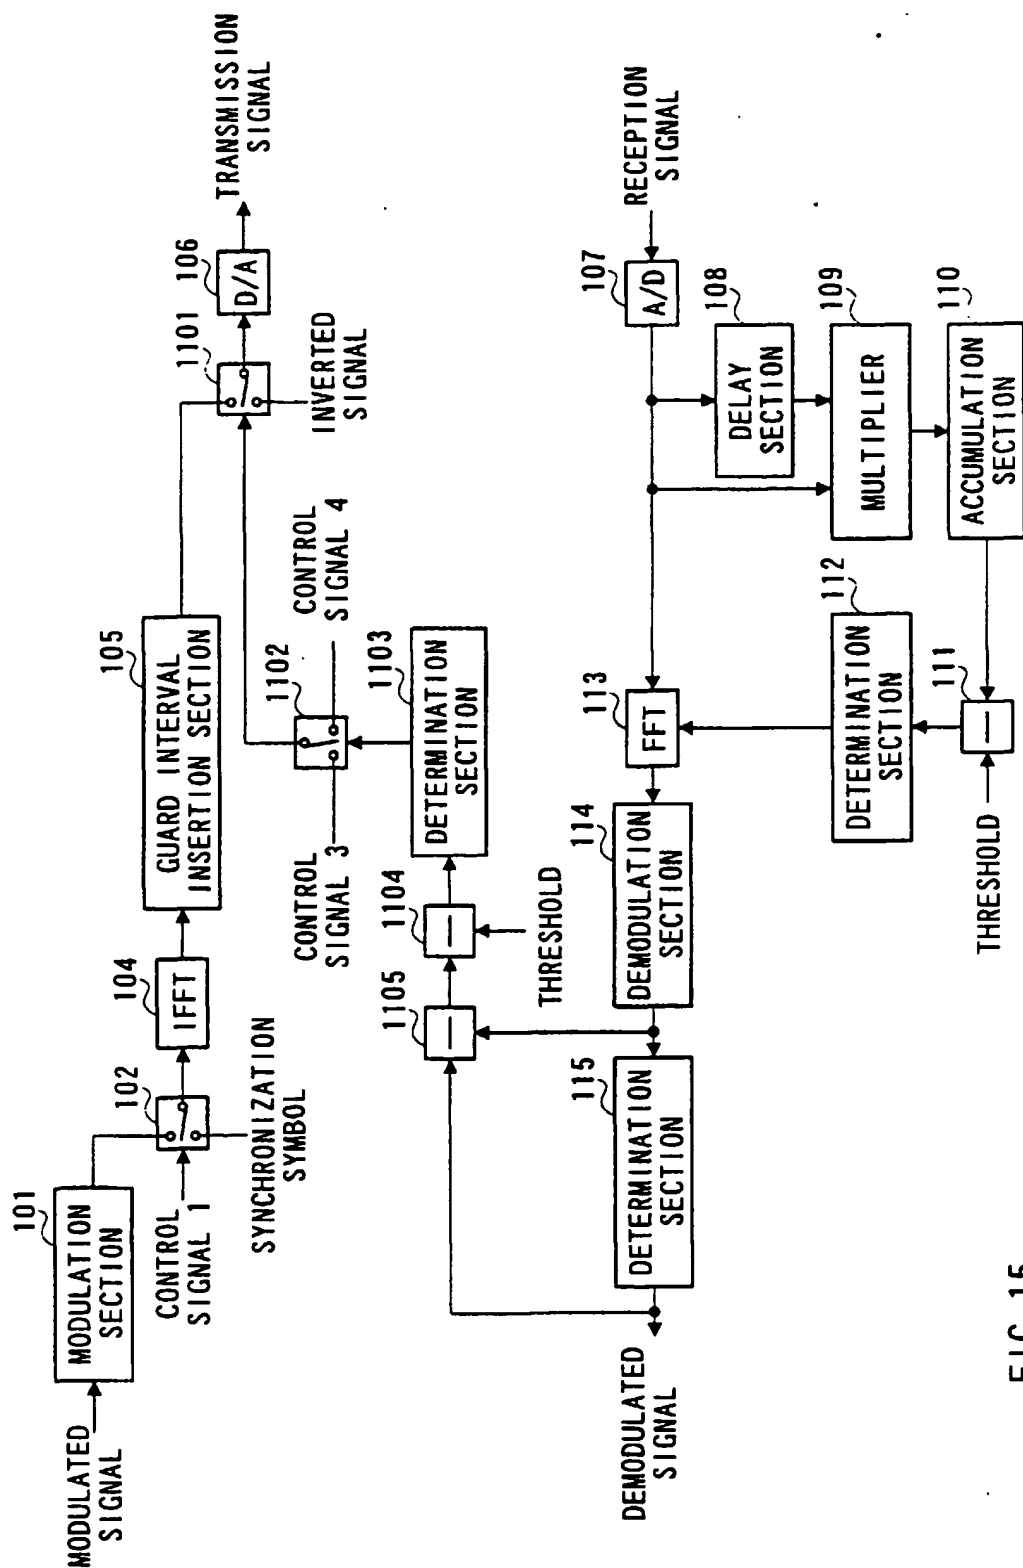 MODULATED
SIGNAL
101
MODULATION
SECTION
CONTROL
SIGNAL 1
102
SYNCHRONIZATION
SYMBOL
104
IFFT
105
GUARD INTERVAL
INSERTION SECTION
1101
INVERTED
SIGNAL
106
D/A
TRANSMISSION
SIGNAL
CONTROL
SIGNAL 3
1102
CONTROL
SIGNAL 4
1103
DETERMINATION
SECTION
1104
THRESHOLD
1105
DEMODULATED
SIGNAL
115
DETERMINATION
SECTION
114
DEMODULATION
SECTION
113
FFT
107
A/D
RECEPTION
SIGNAL
108
DELAY
SECTION
109
MULTIPLIER
110
ACCUMULATION
SECTION
112
DETERMINATION
SECTION
111
THRESHOLD
FIG. 15